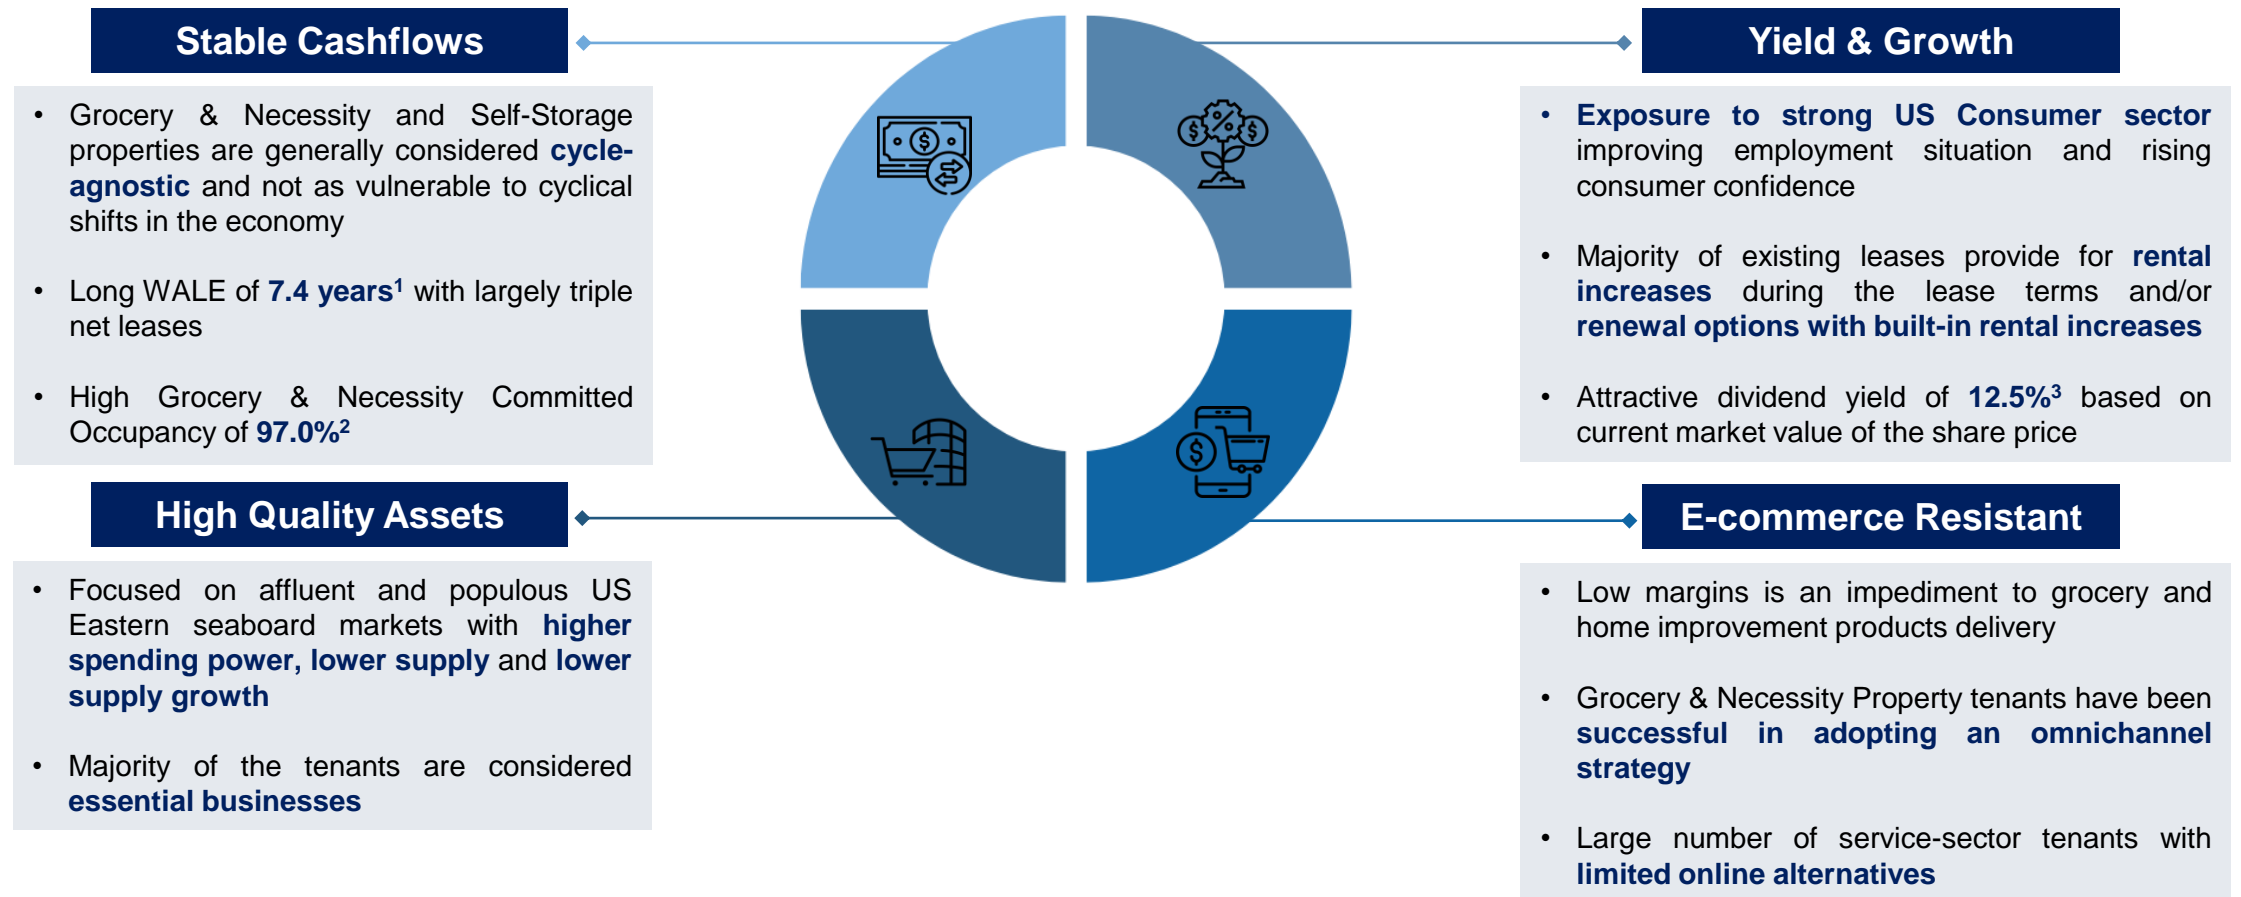 Stable Cashflows
• Grocery & Necessity and Self-Storage
properties are generally considered cycle-
agnostic and not as vulnerable to cyclical
shifts in the economy
• Long WALE of 7.4 years¹ with largely triple
net leases
• High Grocery & Necessity Committed
Occupancy of 97.0%²
High Quality Assets
• Focused on affluent and populous US
Eastern seaboard markets with higher
spending power, lower supply and lower
supply growth
• Majority of the tenants are considered
essential businesses
Yield & Growth
• Exposure to strong US Consumer sector
improving employment situation and rising
consumer confidence
• Majority of existing leases provide for rental
increases during the lease terms and/or
renewal options with built-in rental increases
• Attractive dividend yield of 12.5%³ based on
current market value of the share price
E-commerce Resistant
• Low margins is an impediment to grocery and
home improvement products delivery
• Grocery & Necessity Property tenants have been
successful in adopting an omnichannel
strategy
• Large number of service-sector tenants with
limited online alternatives